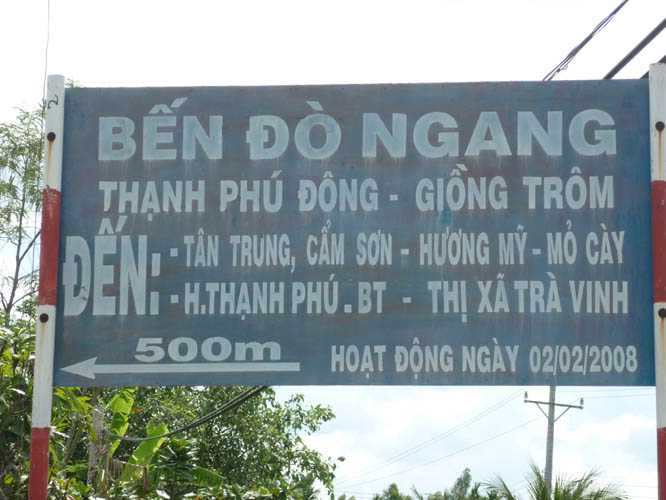 BẾN ĐÒ NGANG
THẠNH PHÚ ĐÔNG - GIỒNG TRÔM
ĐẾN: - TÂN TRUNG, CẨM SƠN - HƯƠNG MỸ - MỎ CÀY
- H.THẠNH PHÚ.BT - THỊ XÃ TRÀ VINH
500m
HOẠT ĐỘNG NGÀY 02/02/2008